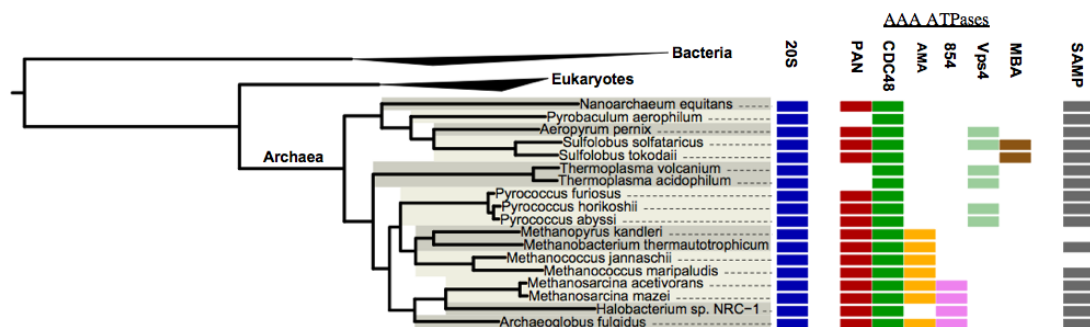 AAA ATPases
20S
PAN
CDC48
AMA
854
Vps4
MBA
SAMP
Bacteria
Eukaryotes
Archaea
Nanoarchaeum equitans
Pyrobaculum aerophilum
Aeropyrum pernix
Sulfolobus solfataricus
Sulfolobus tokodaii
Thermoplasma volcanium
Thermoplasma acidophilum
Pyrococcus furiosus
Pyrococcus horikoshii
Pyrococcus abyssi
Methanopyrus kandleri
Methanobacterium thermautotrophicum
Methanococcus jannaschii
Methanococcus maripaludis
Methanosarcina acetivorans
Methanosarcina mazei
Halobacterium sp. NRC-1
Archaeoglobus fulgidus